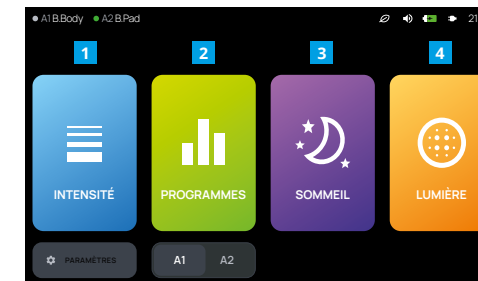 A1 B.Body A2 B.Pad 21
1 2 3 4
INTENSITÉ PROGRAMMES SOMMEIL LUMIÈRE
PARAMÈTRES A1 A2